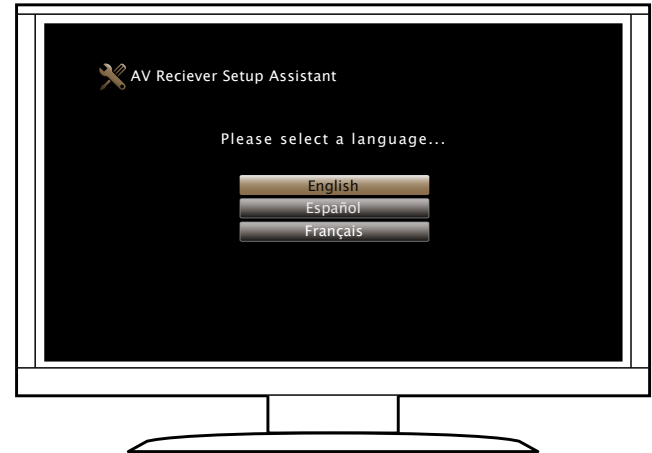 AV Reciever Setup Assistant
Please select a language...
English
Español
Français